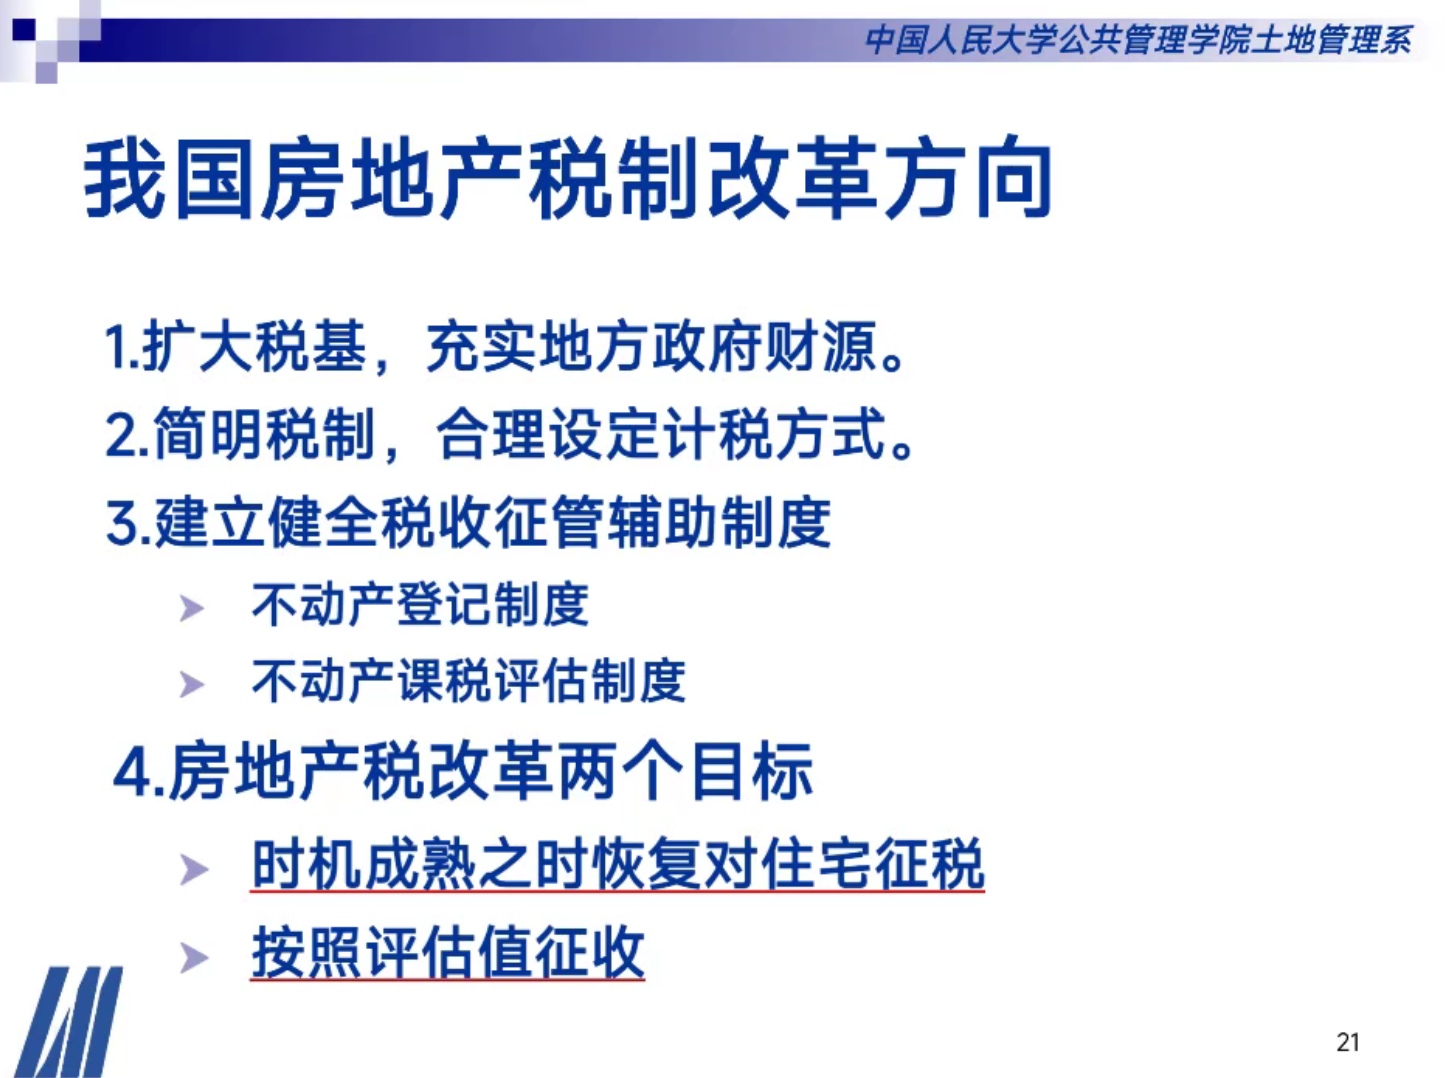 中国人民大学公共管理学院土地管理系
我国房地产税制改革方向
1.扩大税基，充实地方政府财源。
2.简明税制，合理设定计税方式。
3.建立健全税收征管辅助制度
不动产登记制度
不动产课税评估制度
4.房地产税改革两个目标
时机成熟之时恢复对住宅征税
按照评估值征收
21